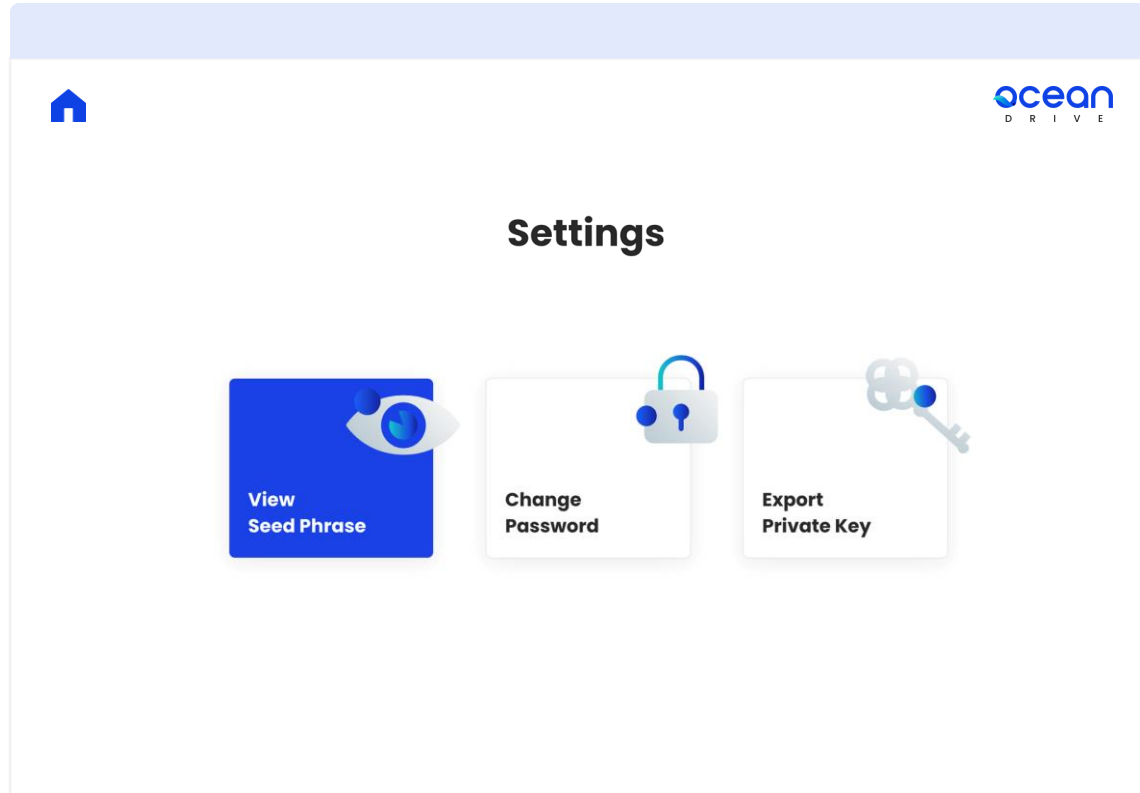 ocean
DRIVE
Settings
View
Seed Phrase
Change
Password
Export
Private Key